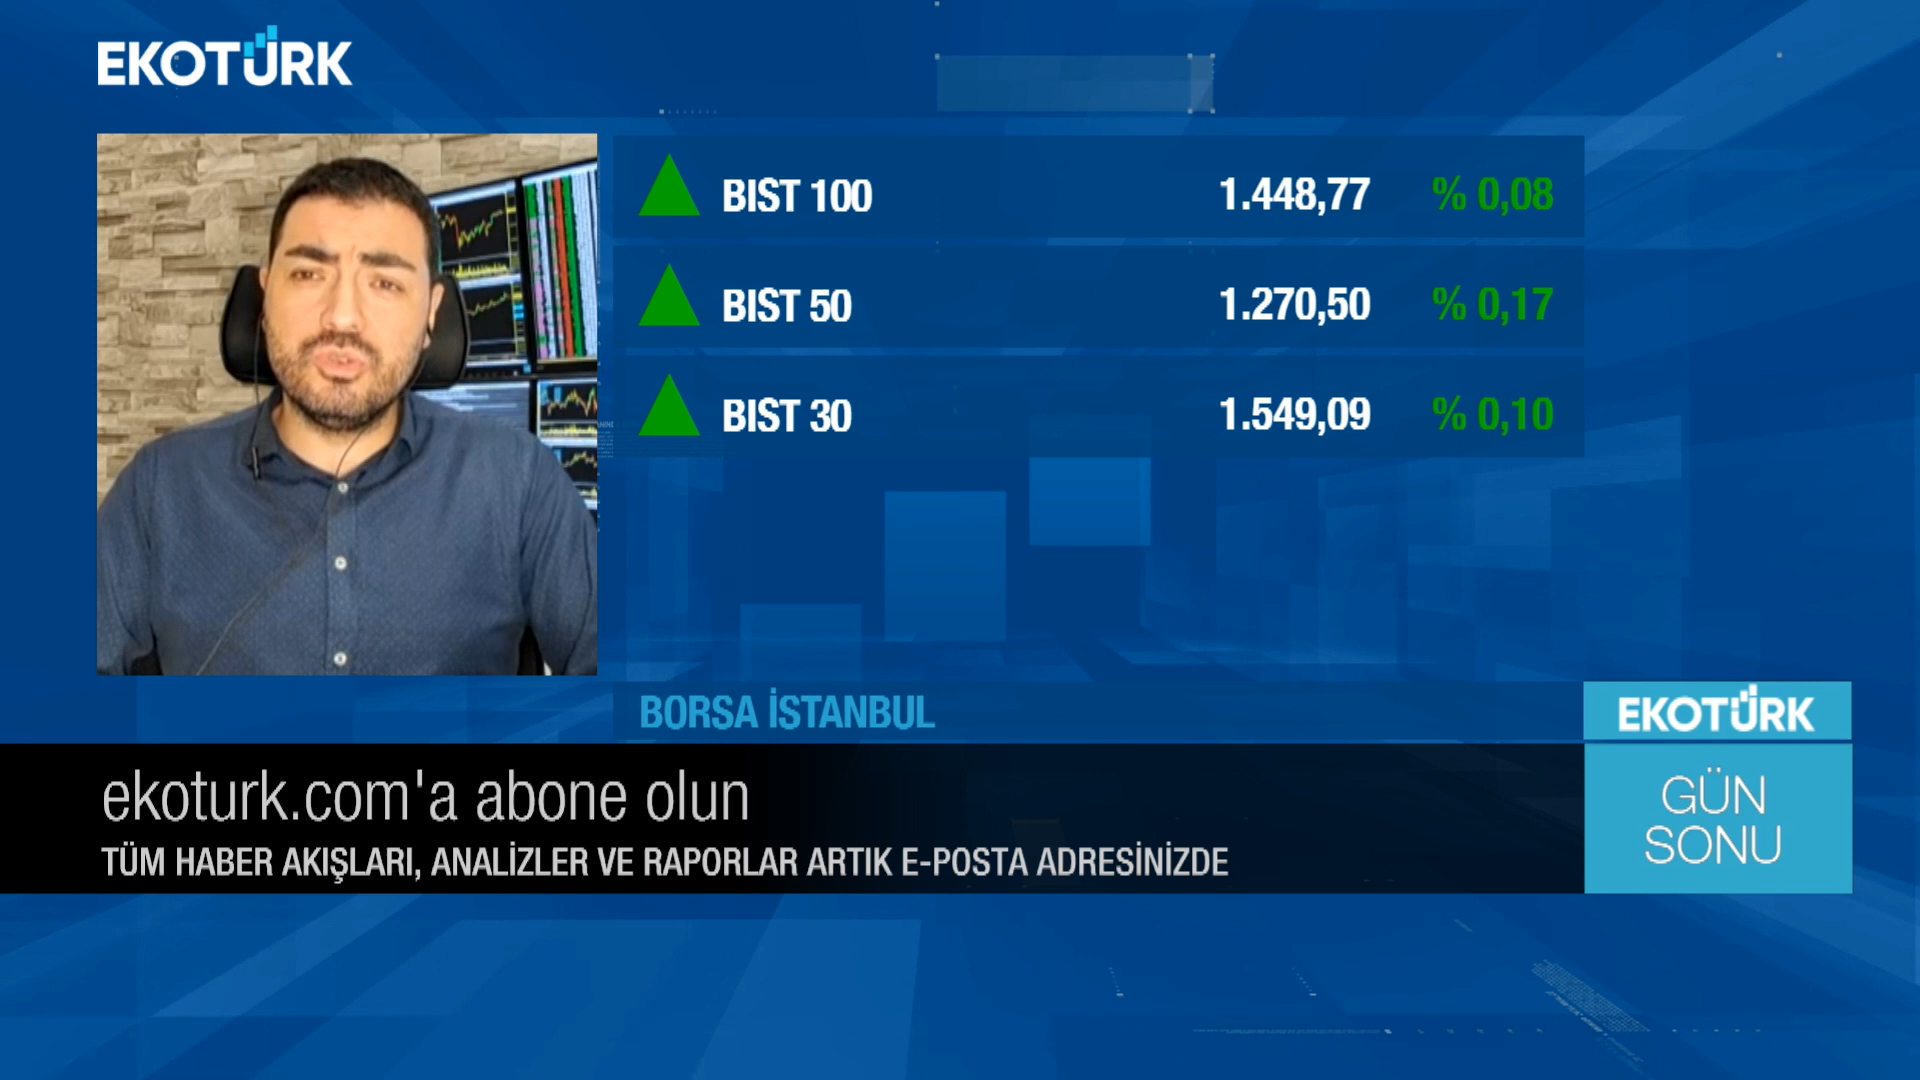 EKOTÜRK
BIST 100 1.448,77 % 0,08
BIST 50 1.270,50 % 0,17
BIST 30 1.549,09 % 0,10
BORSA İSTANBUL
EKOTÜRK
ekoturk.com'a abone olun
TÜM HABER AKIŞLARI, ANALİZLER VE RAPORLAR ARTIK E-POSTA ADRESİNİZDE
GÜN
SONU